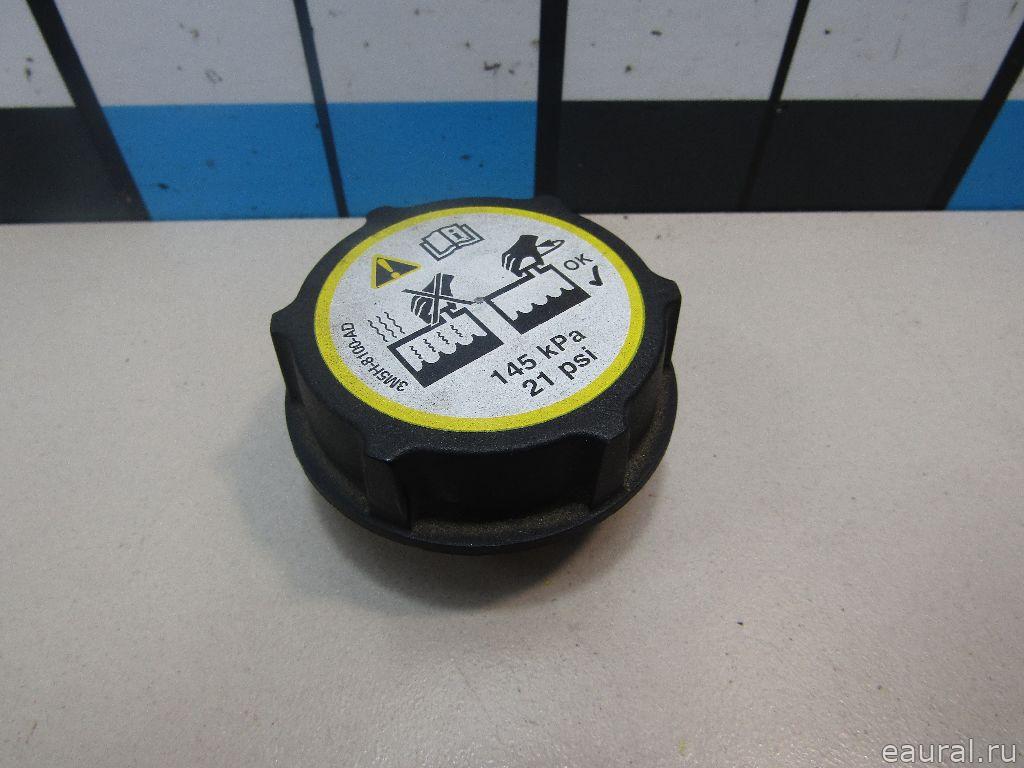 OK
3M5H-8100-AD
145 kPa
21 psi
eaural.ru